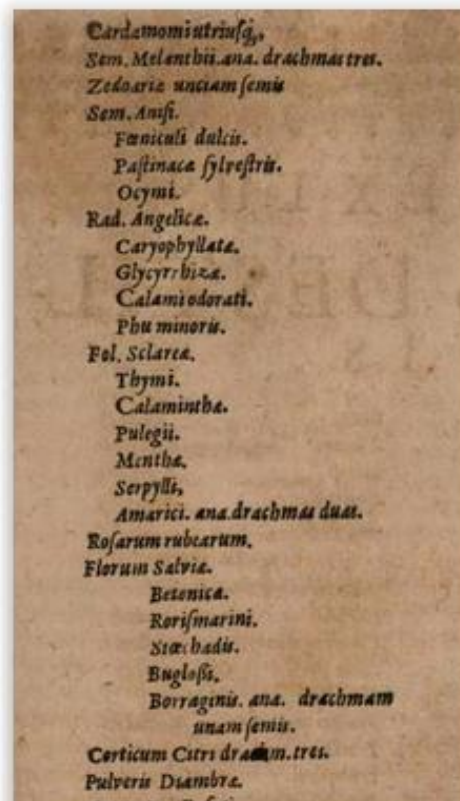 Cardamomi utriusq́;,
Sem. Melanthii. ana. drachmas tres.
Zedoariæ unciam semis
Sem. Anisi.
Fœniculi dulcis.
Pastinacæ sylvestris.
Ocymi.
Rad. Angelicæ.
Caryophyllatæ.
Glycyrrhizæ.
Calami odorati.
Phu minoris.
Fol. Sclareæ.
Thymi.
Calaminthæ.
Pulegii.
Menthæ.
Serpylli,
Amarici. ana. drachmas duas.
Rosarum rubearum.
Florum Salviæ.
Betonicæ.
Rorismarini.
Stœchadis.
Buglossi.
Borraginis. ana. drachmam
unam semis.
Corticum Citri drachm. tres.
Pulveris Diambræ.